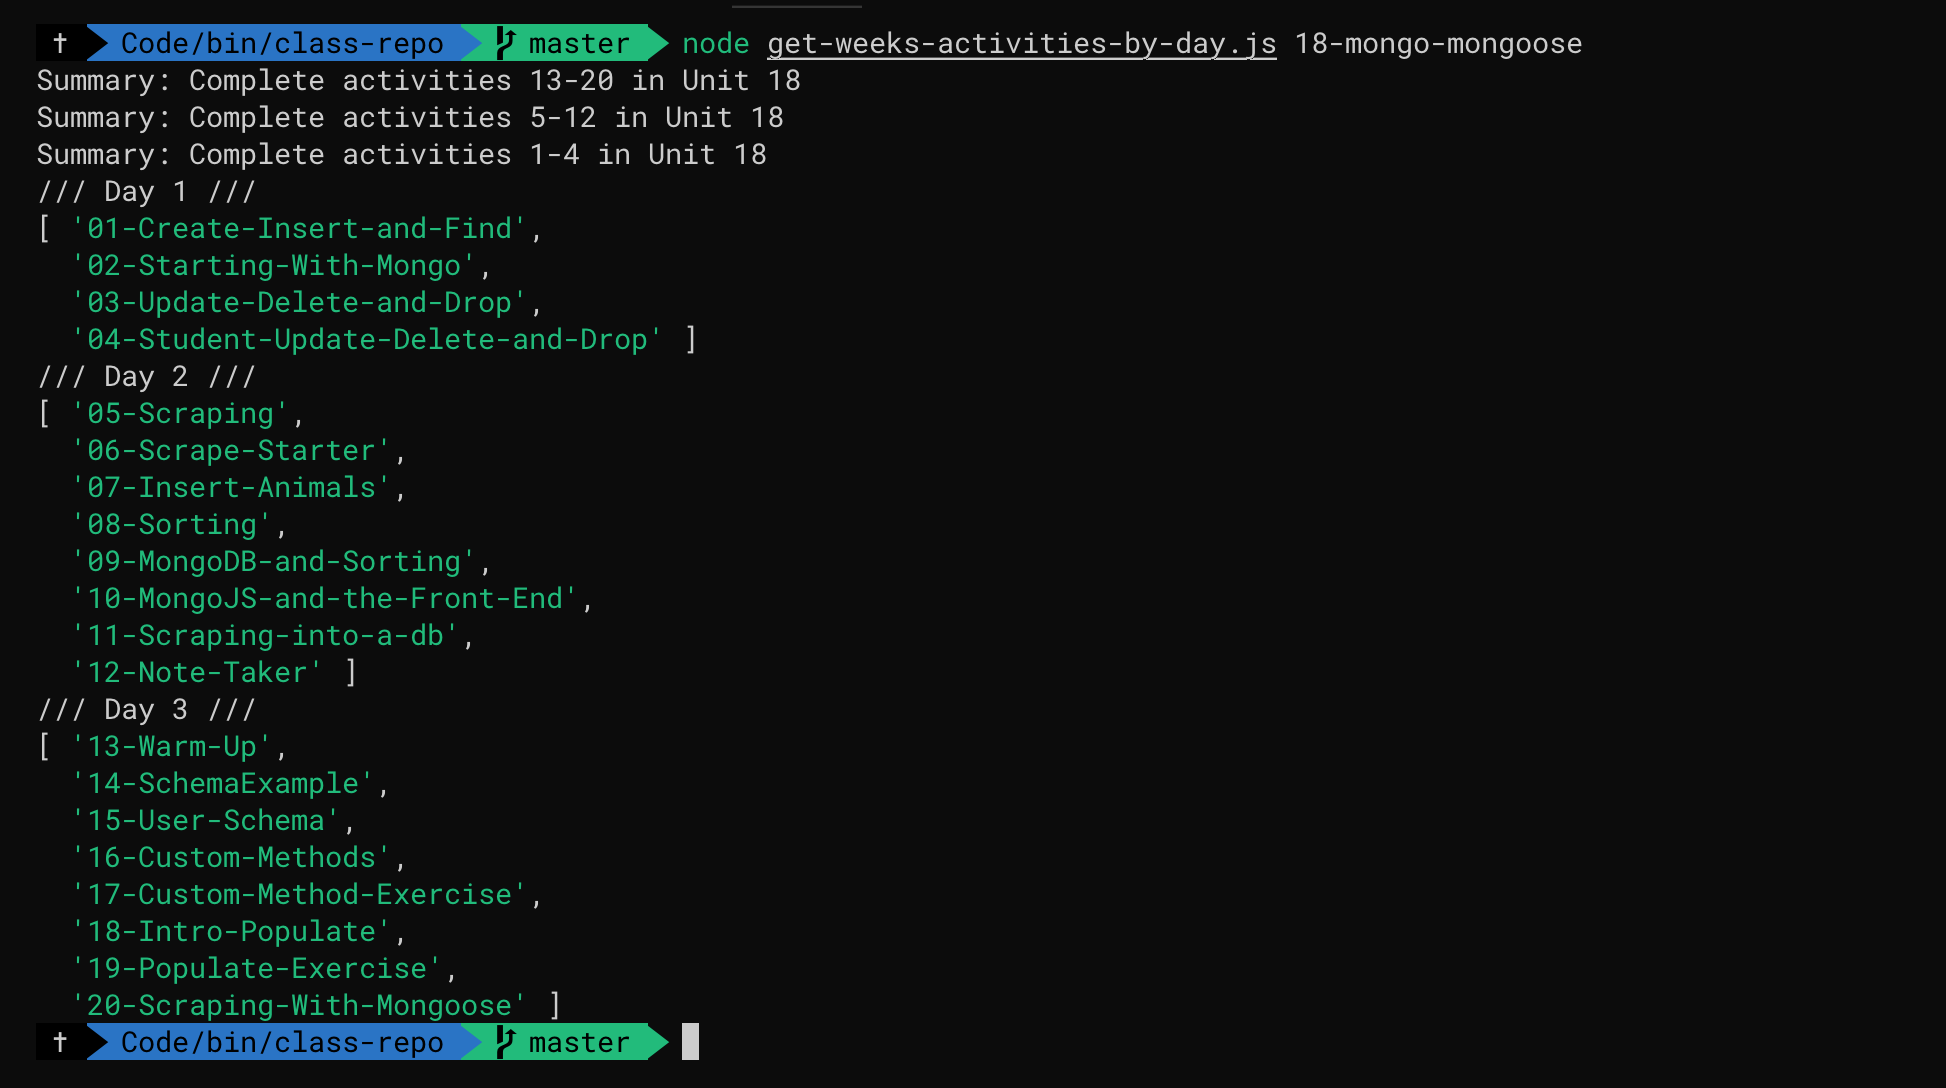 † Code/bin/class-repo master node get-weeks-activities-by-day.js 18-mongo-mongoose
Summary: Complete activities 13-20 in Unit 18
Summary: Complete activities 5-12 in Unit 18
Summary: Complete activities 1-4 in Unit 18
/// Day 1 ///
[ '01-Create-Insert-and-Find',
  '02-Starting-With-Mongo',
  '03-Update-Delete-and-Drop',
  '04-Student-Update-Delete-and-Drop' ]
/// Day 2 ///
[ '05-Scraping',
  '06-Scrape-Starter',
  '07-Insert-Animals',
  '08-Sorting',
  '09-MongoDB-and-Sorting',
  '10-MongoJS-and-the-Front-End',
  '11-Scraping-into-a-db',
  '12-Note-Taker' ]
/// Day 3 ///
[ '13-Warm-Up',
  '14-SchemaExample',
  '15-User-Schema',
  '16-Custom-Methods',
  '17-Custom-Method-Exercise',
  '18-Intro-Populate',
  '19-Populate-Exercise',
  '20-Scraping-With-Mongoose' ]
† Code/bin/class-repo master